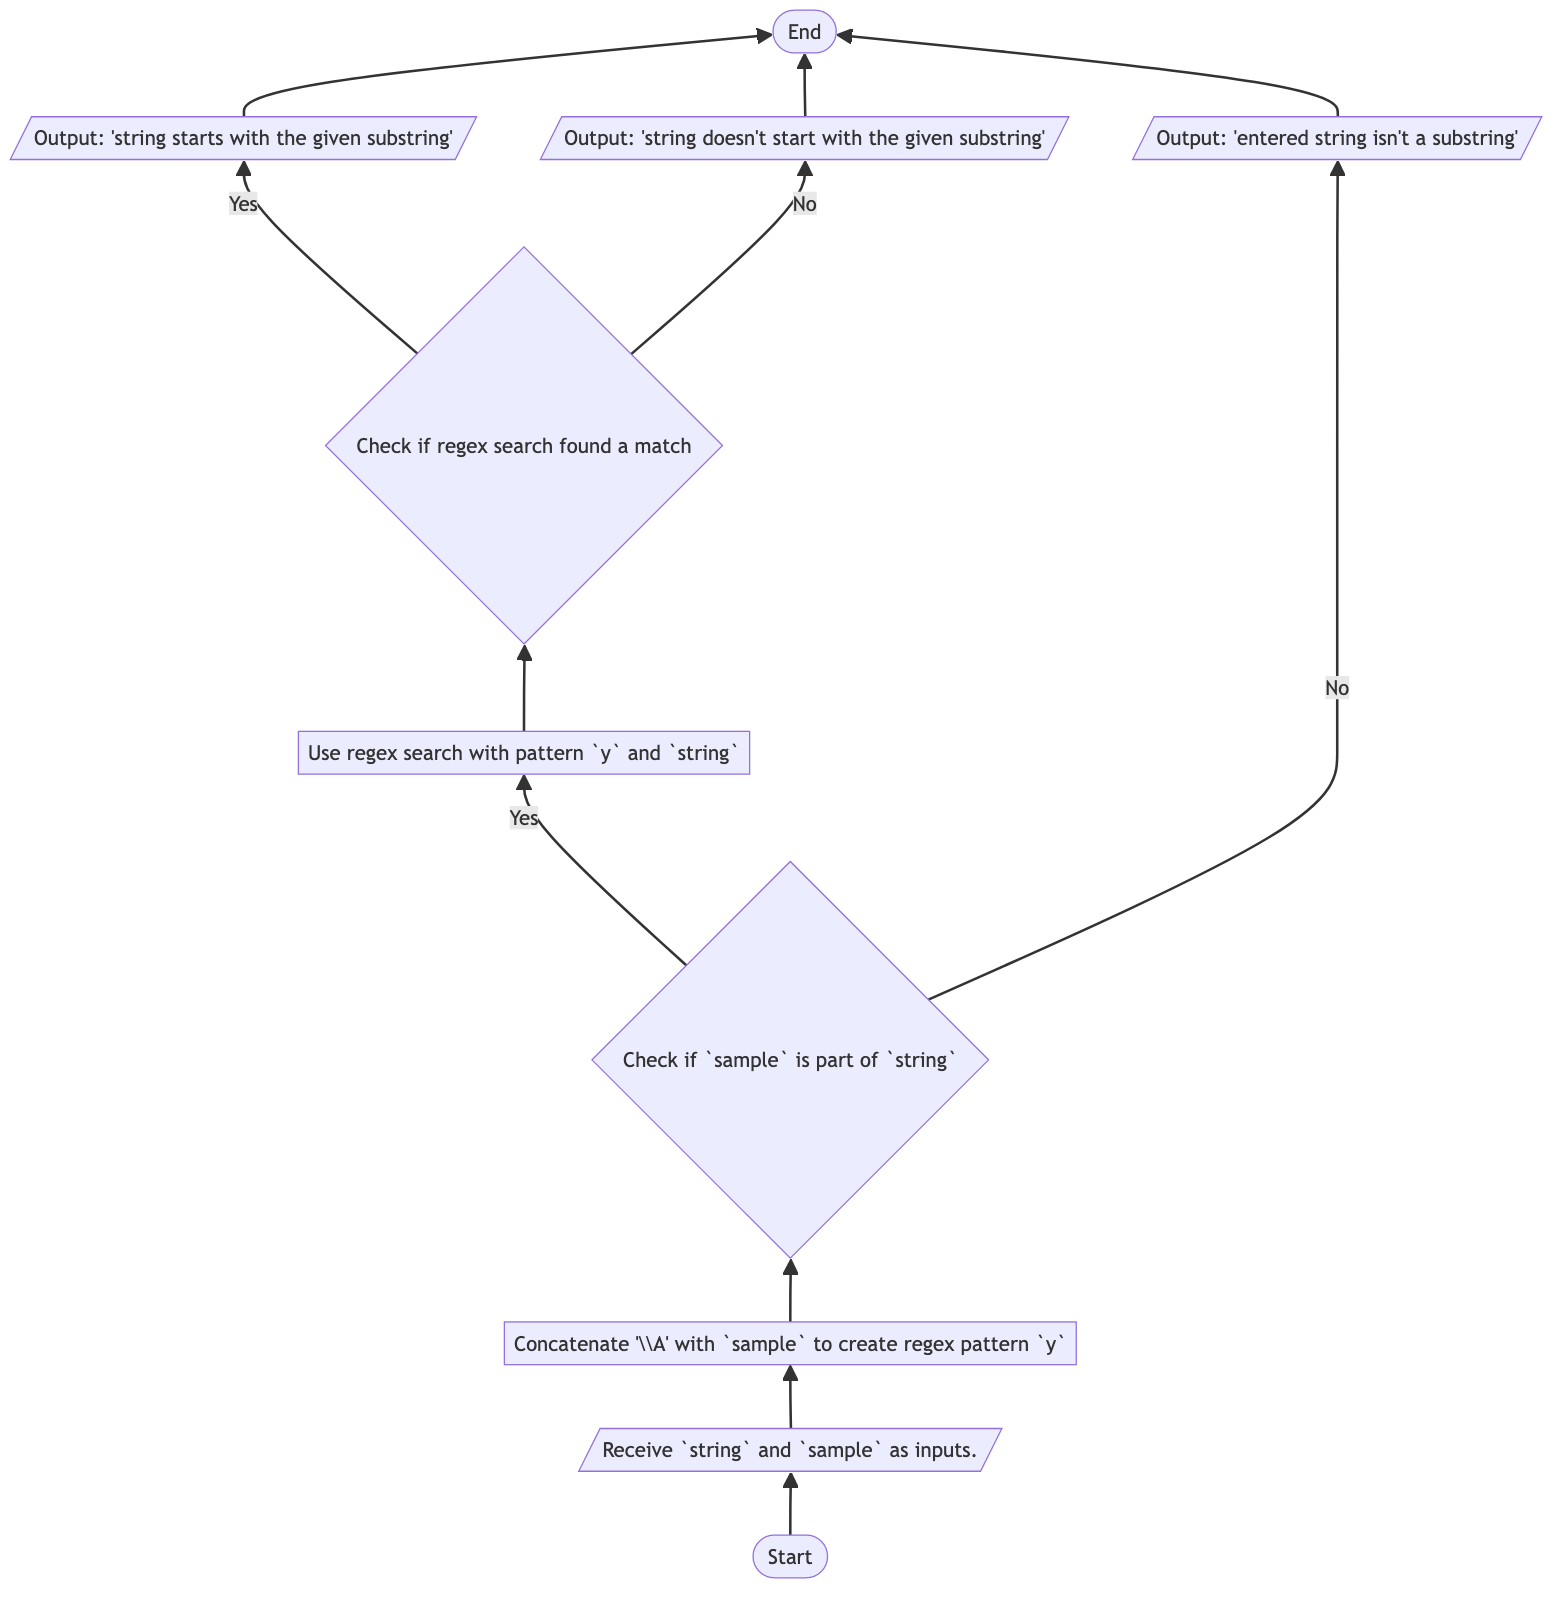 End
Output: 'string starts with the given substring'
Output: 'string doesn't start with the given substring'
Output: 'entered string isn't a substring'
Yes
No
Check if regex search found a match
No
Use regex search with pattern `y` and `string`
Yes
Check if `sample` is part of `string`
Concatenate '\\A' with `sample` to create regex pattern `y`
Receive `string` and `sample` as inputs.
Start